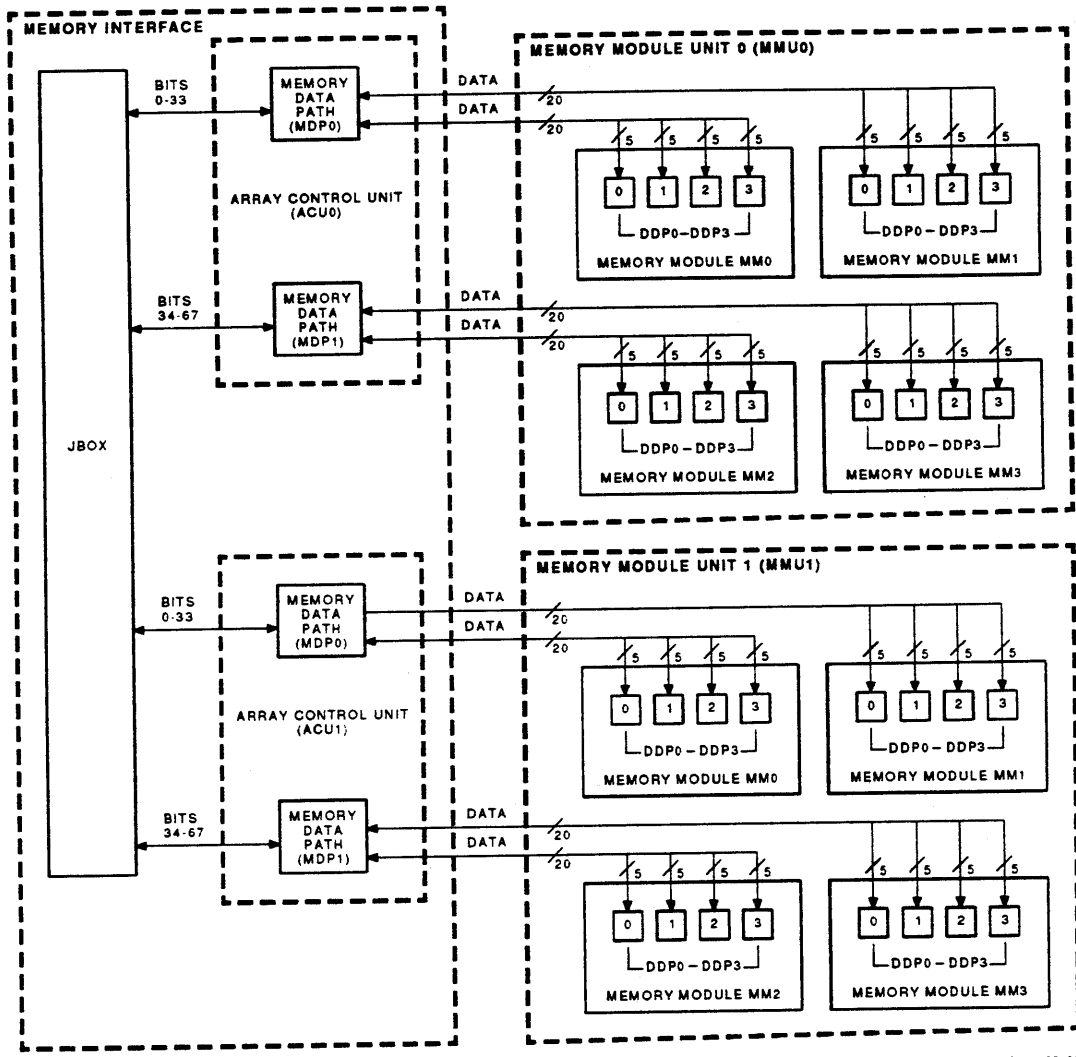 MEMORY INTERFACE
JBOX
BITS
0-33
MEMORY
DATA
PATH
(MDP0)
ARRAY CONTROL UNIT
(ACU0)
BITS
34-67
MEMORY
DATA
PATH
(MDP1)
DATA
20
DATA
20
DATA
20
DATA
20
MEMORY MODULE UNIT 0 (MMU0)
5 5 5 5
0 1 2 3
DDP0-DDP3
MEMORY MODULE MM0
5 5 5 5
0 1 2 3
DDP0-DDP3
MEMORY MODULE MM1
5 5 5 5
0 1 2 3
DDP0-DDP3
MEMORY MODULE MM2
5 5 5 5
0 1 2 3
DDP0-DDP3
MEMORY MODULE MM3
BITS
0-33
MEMORY
DATA
PATH
(MDP0)
ARRAY CONTROL UNIT
(ACU1)
BITS
34-67
MEMORY
DATA
PATH
(MDP1)
DATA
20
DATA
20
DATA
20
DATA
20
MEMORY MODULE UNIT 1 (MMU1)
5 5 5 5
0 1 2 3
DDP0-DDP3
MEMORY MODULE MM0
5 5 5 5
0 1 2 3
DDP0-DDP3
MEMORY MODULE MM1
5 5 5 5
0 1 2 3
DDP0-DDP3
MEMORY MODULE MM2
5 5 5 5
0 1 2 3
DDP0-DDP3
MEMORY MODULE MM3